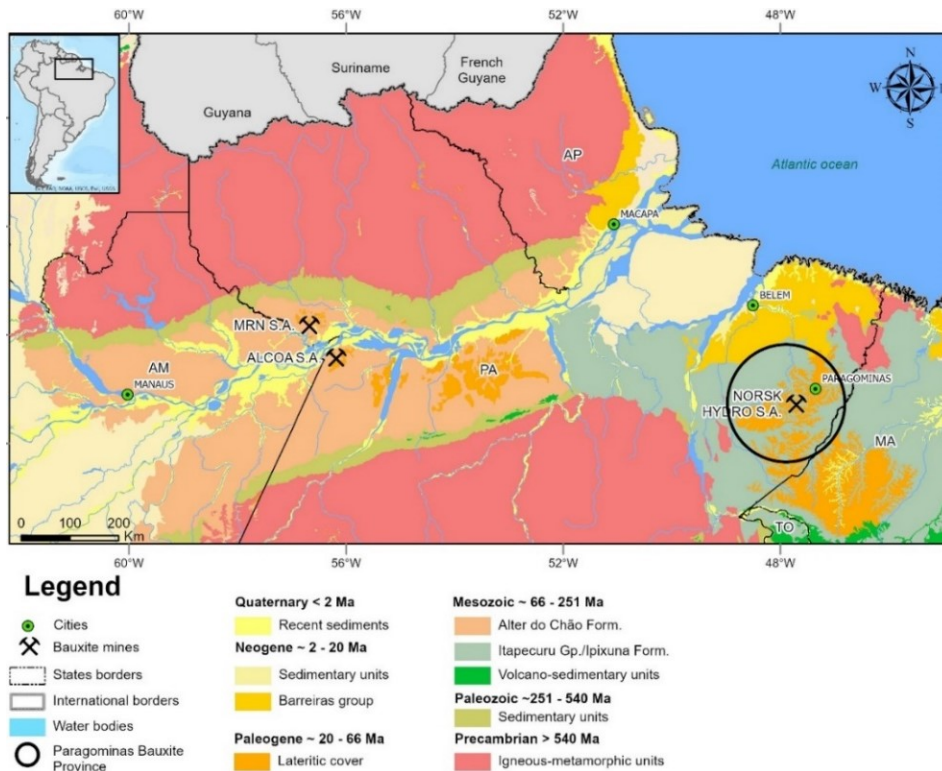 60°W 56°W 52°W 48°W
Suriname
French
Guyane
Guyana
N
W
S
AP
Atlantic ocean
MACAPA
BELEM
MRN S.A.
ALCOA S.A.
AM
MANAUS
PA
PARAGOMINAS
NORSK
HYDRO S.A.
MA
TO
0 100 200
Km
60°W 56°W 52°W 48°W
Legend
Cities
Bauxite mines
States borders
International borders
Water bodies
Paragominas Bauxite
Province
Quaternary < 2 Ma
Recent sediments
Neogene ~ 2 - 20 Ma
Sedimentary units
Barreiras group
Paleogene ~ 20 - 66 Ma
Lateritic cover
Mesozoic ~ 66 - 251 Ma
Alter do Chão Form.
Itapecuru Gp./Ipixuna Form.
Volcano-sedimentary units
Paleozoic ~251 - 540 Ma
Sedimentary units
Precambrian > 540 Ma
Igneous-metamorphic units